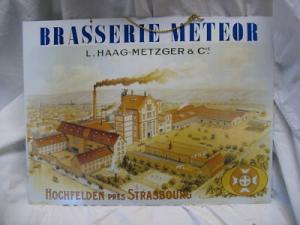 BRASSERIE METEOR
L. HAAG-METZGER & Cie
HOCHFELDEN PRÈS STRASBOURG